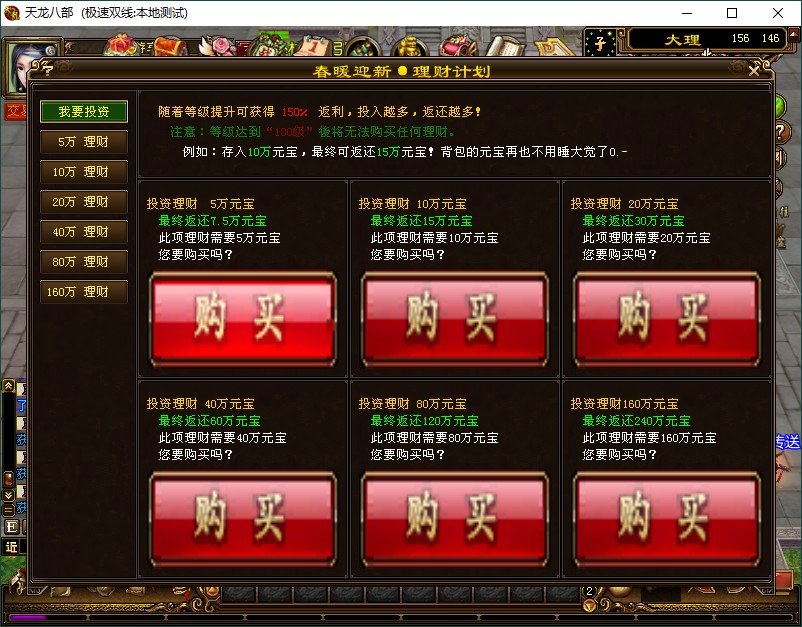 天龙八部 (极速双线:本地测试)
子
大理
156 146
春暖迎新●理财计划
?
我要投资
5万 理财
10万 理财
20万 理财
40万 理财
80万 理财
160万 理财
随著等级提升可获得 150% 返利，投入越多，返还越多！
注意：等级达到“100级”後将无法购买任何理财。
例如：存入10万元宝，最终可返还15万元宝！背包的元宝再也不用睡大觉了0.-
投资理财 5万元宝
最终返还7.5万元宝
此项理财需要5万元宝
您要购买吗？
购买
投资理财 10万元宝
最终返还15万元宝
此项理财需要10万元宝
您要购买吗？
购买
投资理财 20万元宝
最终返还30万元宝
此项理财需要20万元宝
您要购买吗？
购买
投资理财 40万元宝
最终返还60万元宝
此项理财需要40万元宝
您要购买吗？
购买
投资理财 80万元宝
最终返还120万元宝
此项理财需要80万元宝
您要购买吗？
购买
投资理财160万元宝
最终返还240万元宝
此项理财需要160万元宝
您要购买吗？
购买
传送
近
2